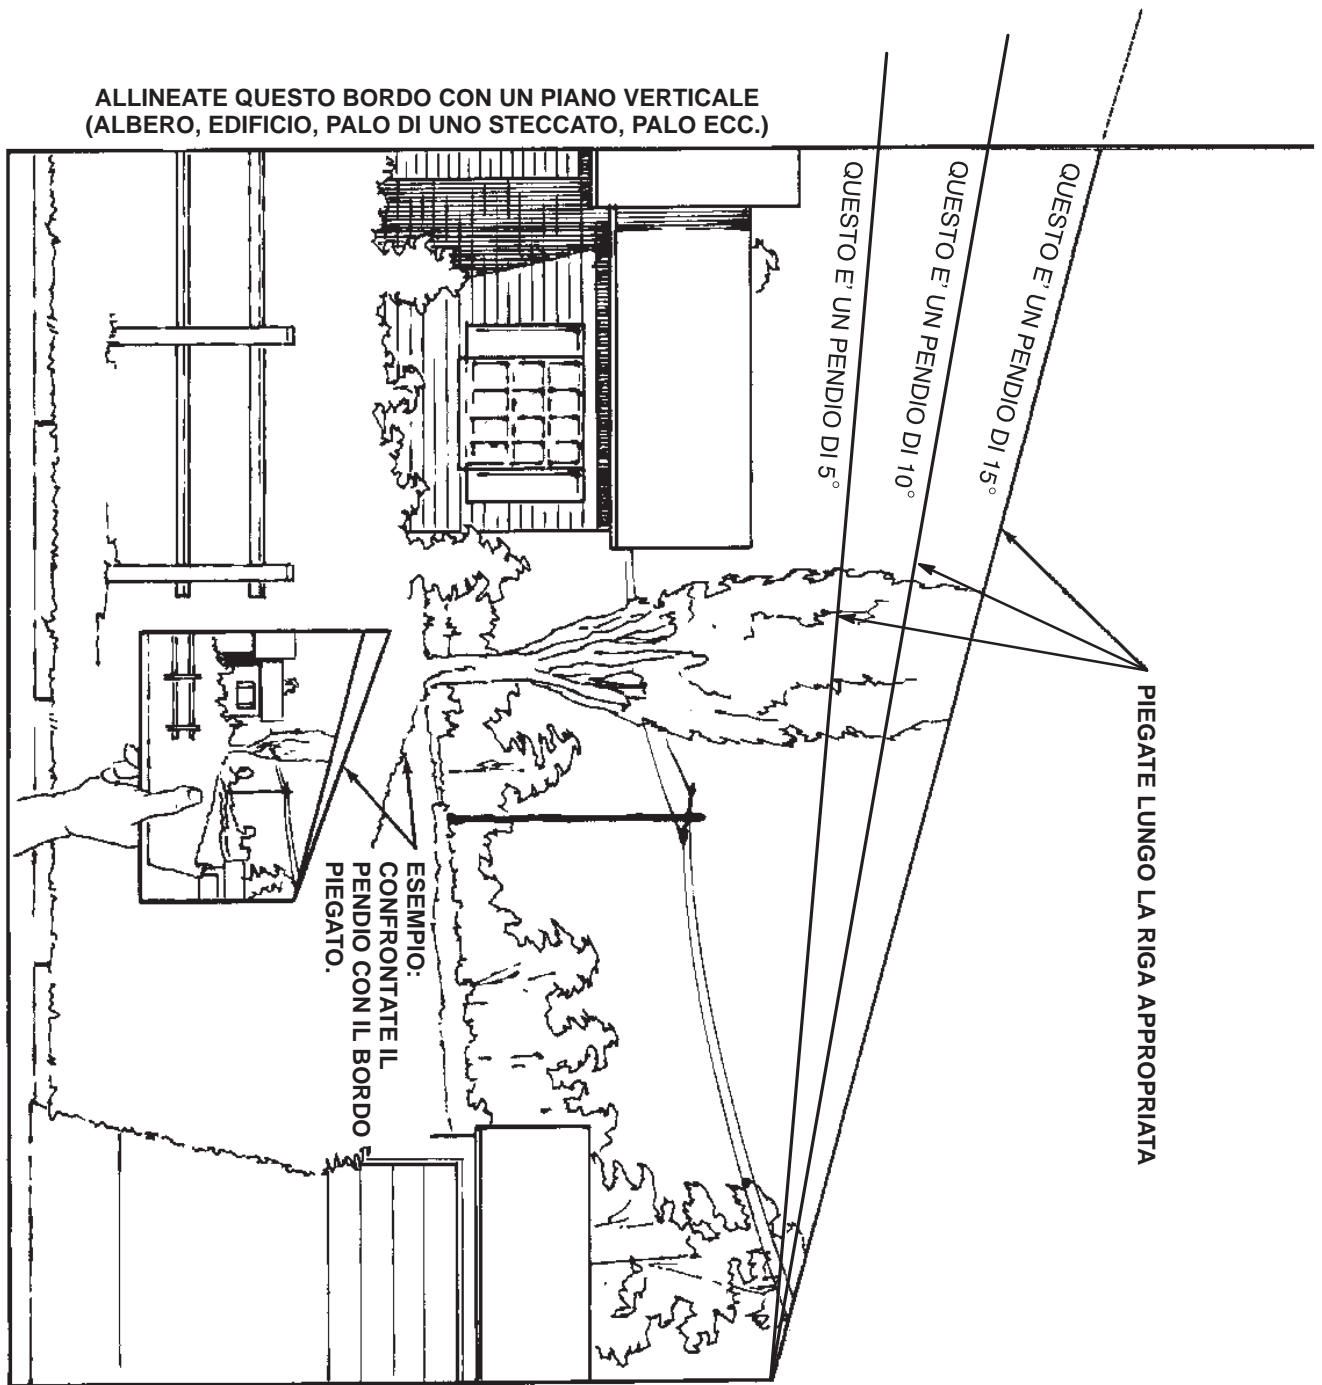 ALLINEATE QUESTO BORDO CON UN PIANO VERTICALE
(ALBERO, EDIFICIO, PALO DI UNO STECCATO, PALO ECC.)
QUESTO E' UN PENDIO DI 5°
QUESTO E' UN PENDIO DI 10°
QUESTO E' UN PENDIO DI 15°
PIEGATE LUNGO LA RIGA APPROPRIATA
ESEMPIO:
CONFRONTATE IL
PENDIO CON IL BORDO
PIEGATO.